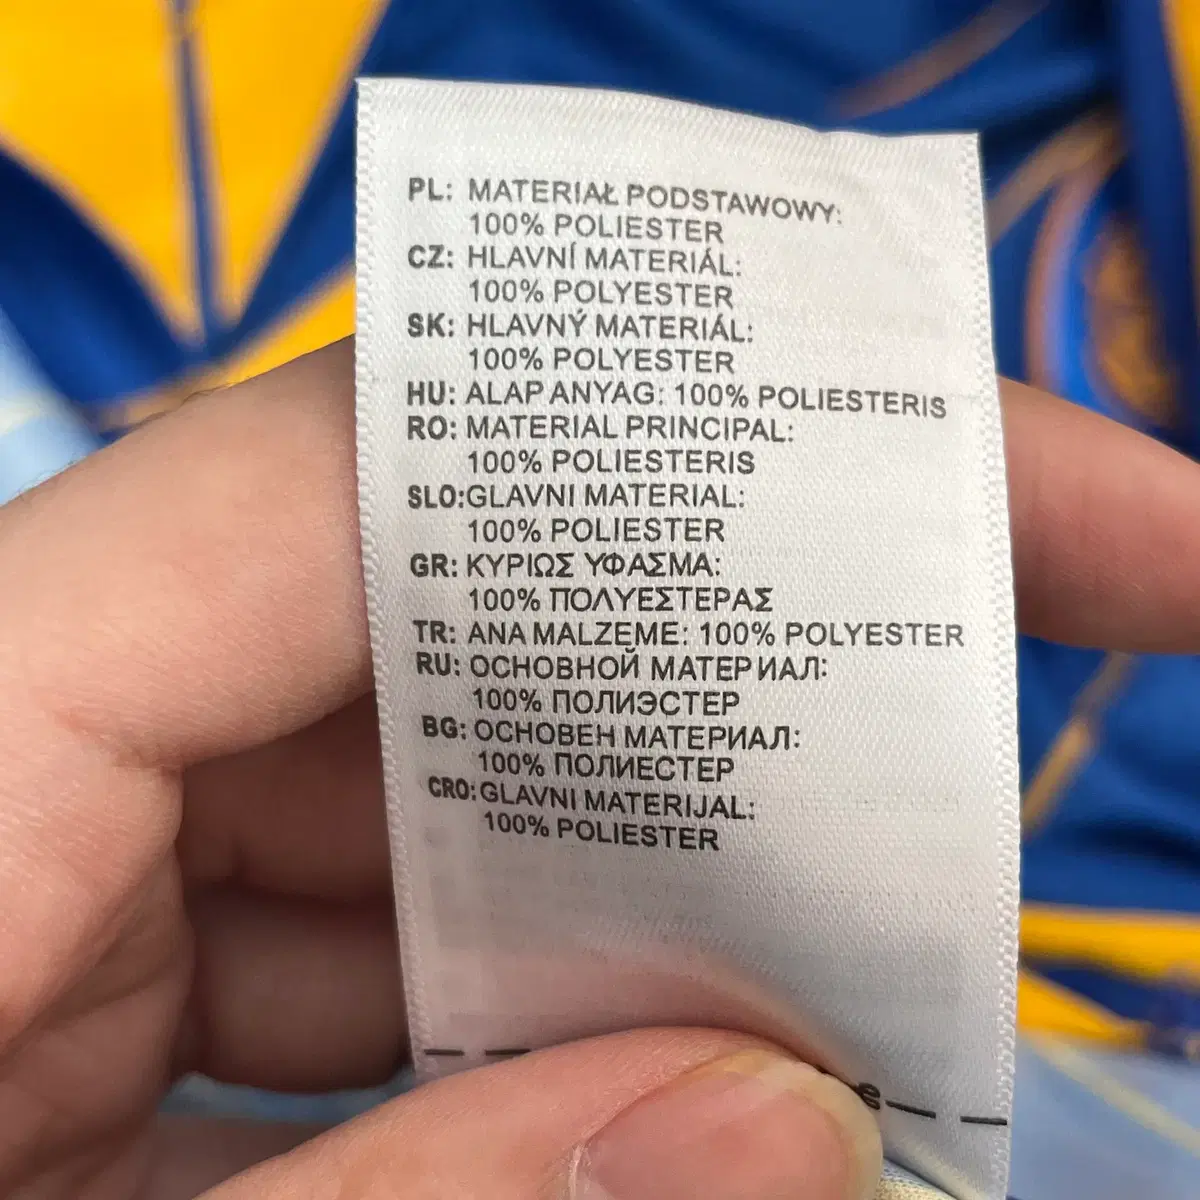 PL: MATERIAŁ PODSTAWOWY:
100% POLIESTER
CZ: HLAVNÍ MATERIÁL:
100% POLYESTER
SK: HLAVNÝ MATERIÁL:
100% POLYESTER
HU: ALAP ANYAG: 100% POLIESTERIS
RO: MATERIAL PRINCIPAL:
100% POLIESTERIS
SLO:GLAVNI MATERIAL:
100% POLIESTER
GR: ΚΥΡΙΩΣ ΥΦΑΣΜΑ:
100% ΠΟΛΥΕΣΤΕΡΑΣ
TR: ANA MALZEME: 100% POLYESTER
RU: ОСНОВНОЙ МАТЕРИАЛ:
100% ПОЛИЭСТЕР
BG: ОСНОВЕН МАТЕРИАЛ:
100% ПОЛИЕСТЕР
CRO:GLAVNI MATERIJAL:
100% POLIESTER